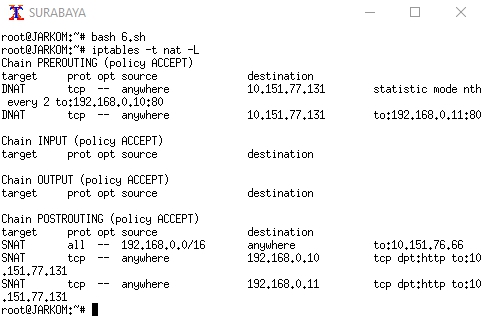 SURABAYA
root@JARKOM:~# bash 6.sh
root@JARKOM:~# iptables -t nat -L
Chain PREROUTING (policy ACCEPT)
target     prot opt source               destination
DNAT       tcp  --  anywhere             10.151.77.131        statistic mode nth
 every 2 to:192.168.0.10:80
DNAT       tcp  --  anywhere             10.151.77.131        to:192.168.0.11:80

Chain INPUT (policy ACCEPT)
target     prot opt source               destination

Chain OUTPUT (policy ACCEPT)
target     prot opt source               destination

Chain POSTROUTING (policy ACCEPT)
target     prot opt source               destination
SNAT       all  --  192.168.0.0/16       anywhere             to:10.151.76.66
SNAT       tcp  --  anywhere             192.168.0.10         tcp dpt:http to:10
.151.77.131
SNAT       tcp  --  anywhere             192.168.0.11         tcp dpt:http to:10
.151.77.131
root@JARKOM:~#